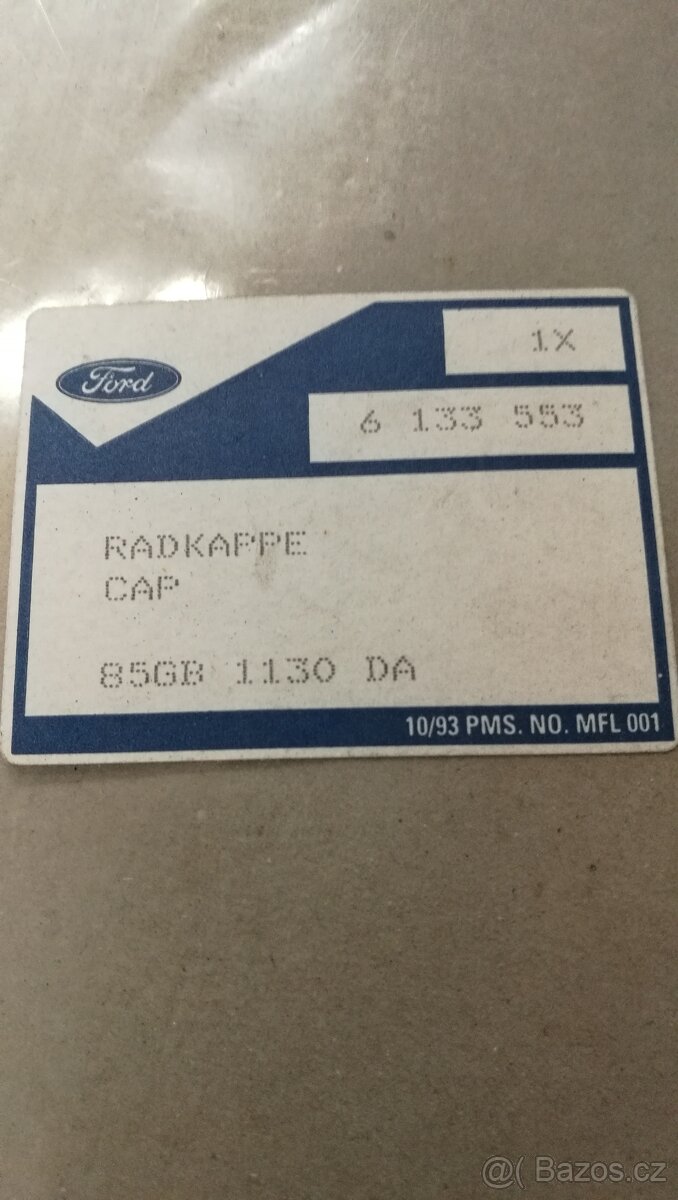 1X
Ford
6 133 553
RADKAPPE
CAP
85GB 1130 DA
10/93 PMS. NO. MFL 001
@( Bazos.cz